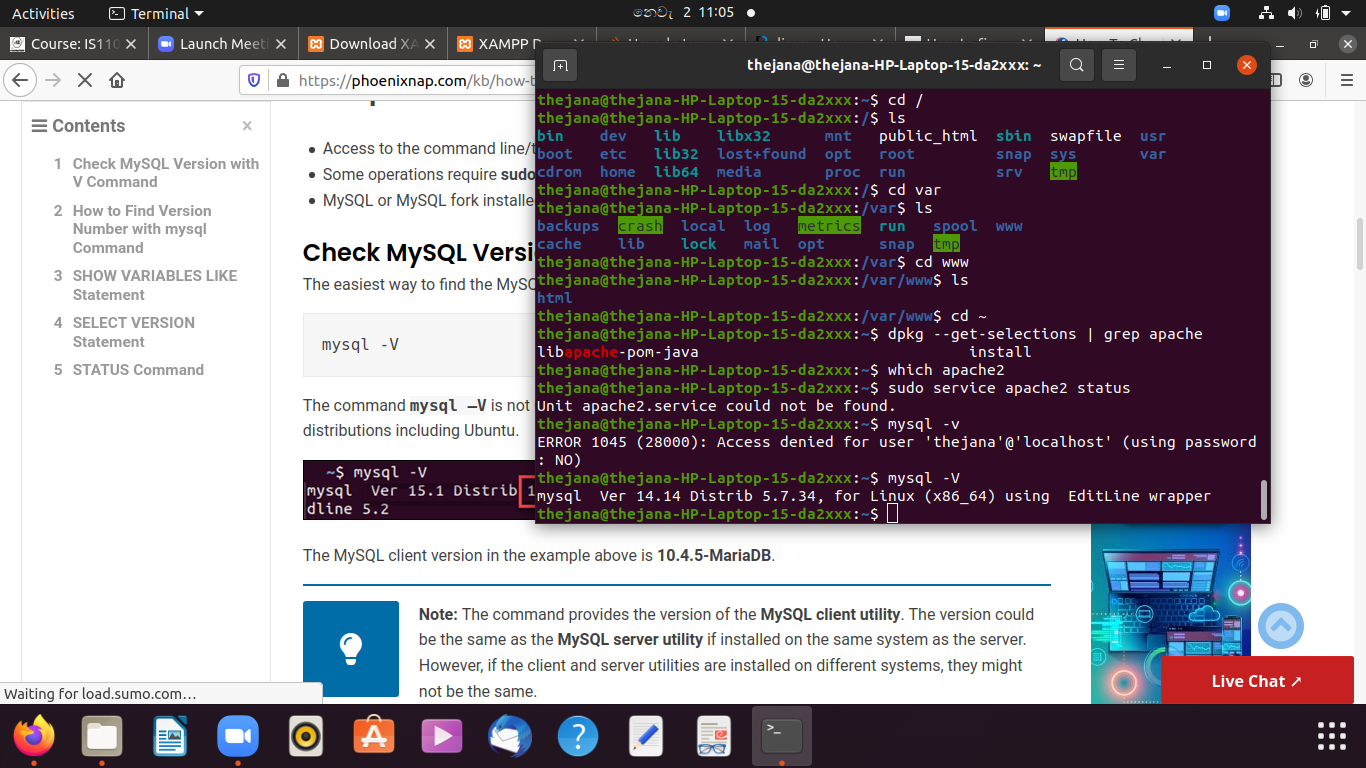 Activities
Terminal
නොවැ 2 11:05
Course: IS110
Launch Meeti
Download XA
XAMPP D
https://phoenixnap.com/kb/how-t
Contents
1 Check MySQL Version with
V Command
2 How to Find Version
Number with mysql
Command
3 SHOW VARIABLES LIKE
Statement
4 SELECT VERSION
Statement
5 STATUS Command
Access to the command line/t
Some operations require sudo
MySQL or MySQL fork installe
Check MySQL Versi
The easiest way to find the MySQ
mysql -V
The command mysql –V is not
distributions including Ubuntu.
~$ mysql -V
mysql Ver 15.1 Distrib 1
dline 5.2
The MySQL client version in the example above is 10.4.5-MariaDB.
Note: The command provides the version of the MySQL client utility. The version could
be the same as the MySQL server utility if installed on the same system as the server.
However, if the client and server utilities are installed on different systems, they might
not be the same.
Waiting for load.sumo.com…
Live Chat ↗
thejana@thejana-HP-Laptop-15-da2xxx: ~
thejana@thejana-HP-Laptop-15-da2xxx:~$ cd /
thejana@thejana-HP-Laptop-15-da2xxx:/$ ls
bin dev lib libx32 mnt public_html sbin swapfile usr
boot etc lib32 lost+found opt root snap sys var
cdrom home lib64 media proc run srv tmp
thejana@thejana-HP-Laptop-15-da2xxx:/$ cd var
thejana@thejana-HP-Laptop-15-da2xxx:/var$ ls
backups crash local log metrics run spool www
cache lib lock mail opt snap tmp
thejana@thejana-HP-Laptop-15-da2xxx:/var$ cd www
thejana@thejana-HP-Laptop-15-da2xxx:/var/www$ ls
html
thejana@thejana-HP-Laptop-15-da2xxx:/var/www$ cd ~
thejana@thejana-HP-Laptop-15-da2xxx:~$ dpkg --get-selections | grep apache
libapache-pom-java install
thejana@thejana-HP-Laptop-15-da2xxx:~$ which apache2
thejana@thejana-HP-Laptop-15-da2xxx:~$ sudo service apache2 status
Unit apache2.service could not be found.
thejana@thejana-HP-Laptop-15-da2xxx:~$ mysql -v
ERROR 1045 (28000): Access denied for user 'thejana'@'localhost' (using password
: NO)
thejana@thejana-HP-Laptop-15-da2xxx:~$ mysql -V
mysql Ver 14.14 Distrib 5.7.34, for Linux (x86_64) using EditLine wrapper
thejana@thejana-HP-Laptop-15-da2xxx:~$